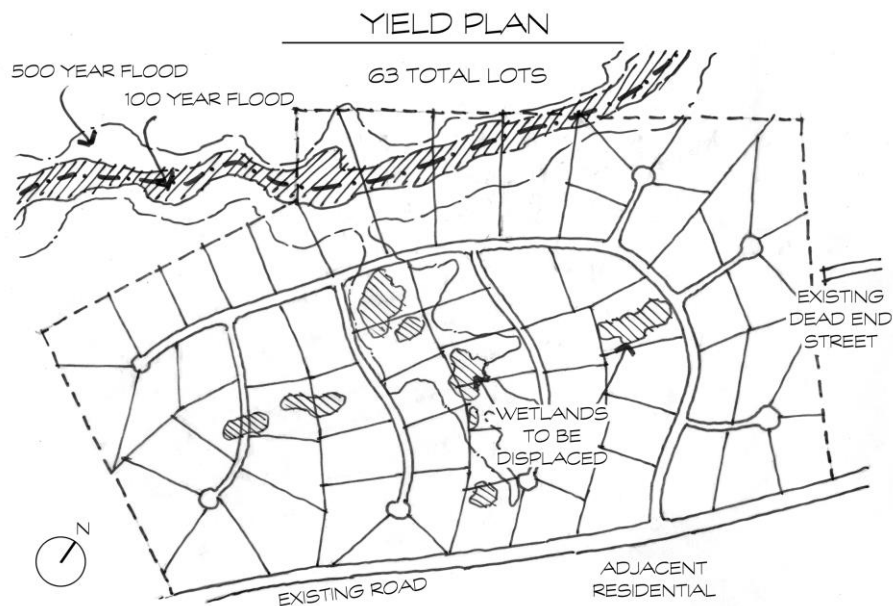 YIELD PLAN
63 TOTAL LOTS
500 YEAR FLOOD
100 YEAR FLOOD
EXISTING
DEAD END
STREET
WETLANDS
TO BE
DISPLACED
N
EXISTING ROAD
ADJACENT
RESIDENTIAL